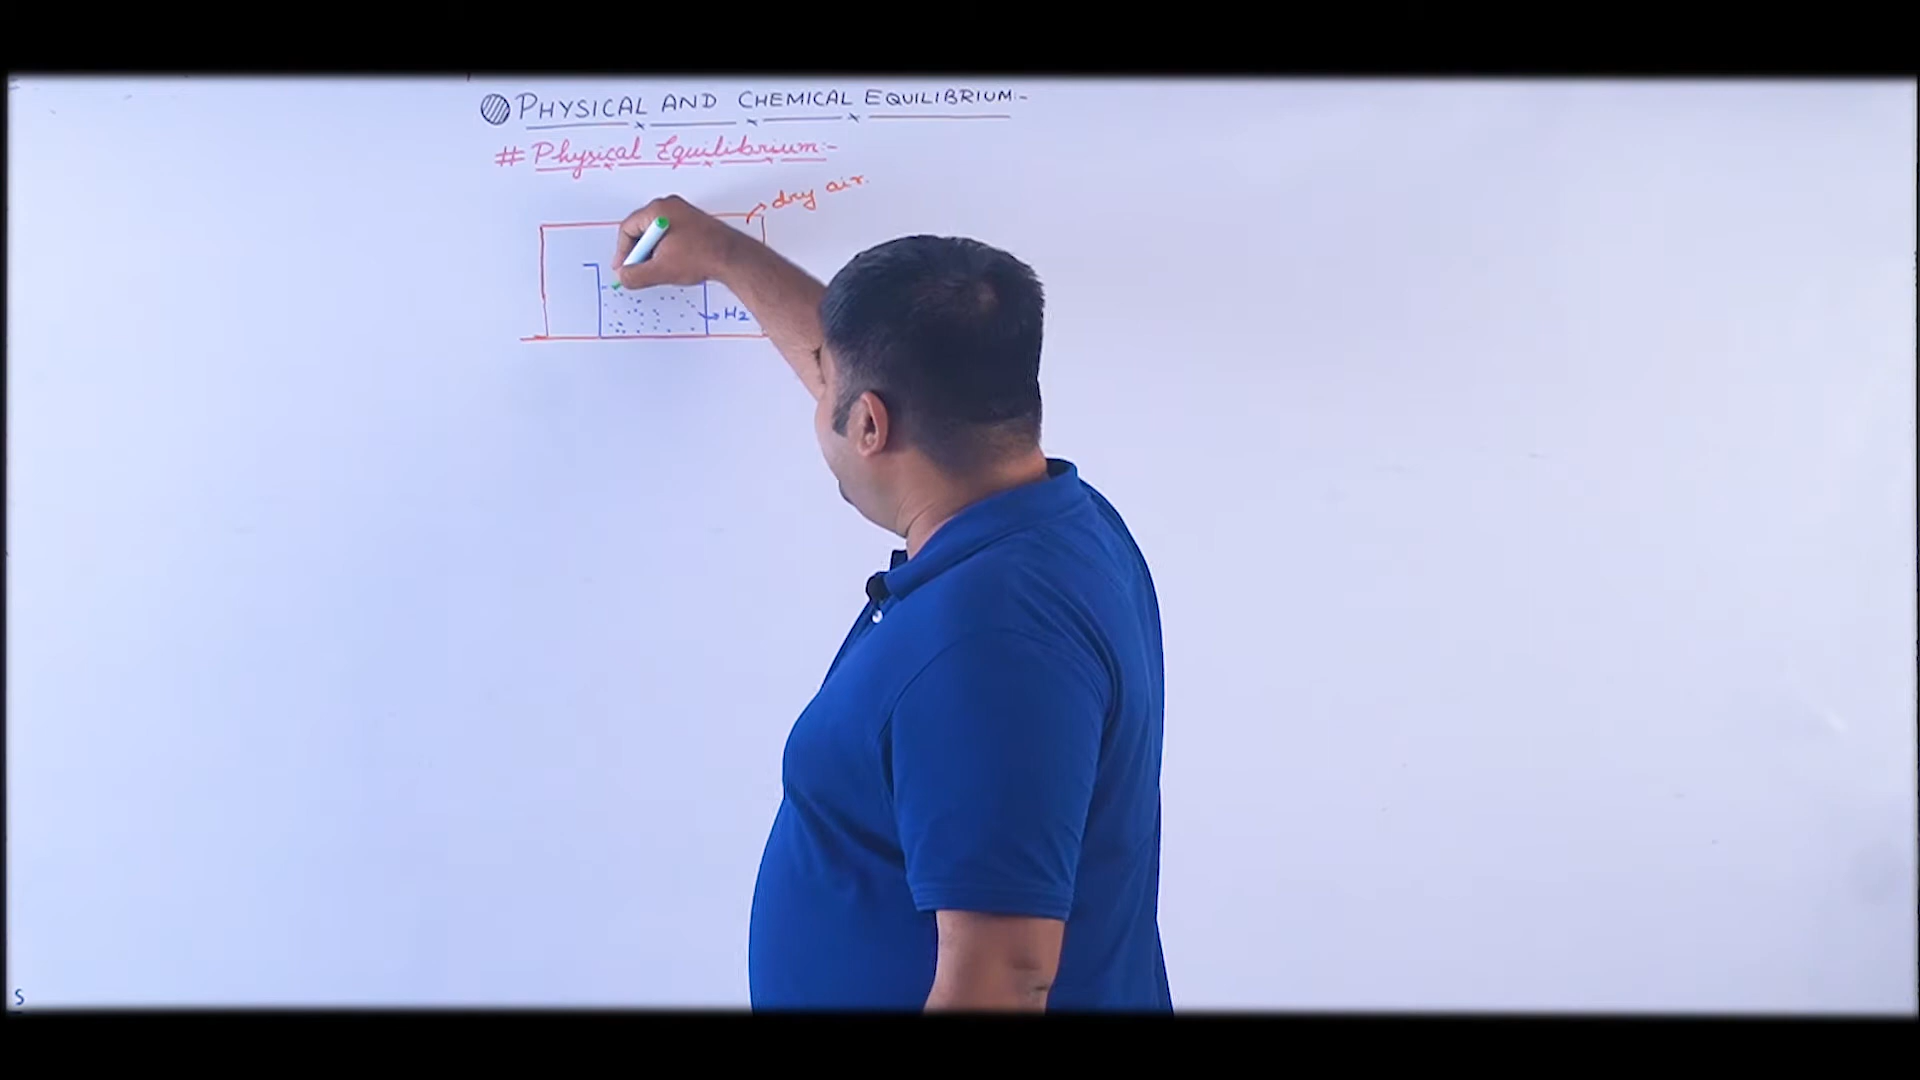 PHYSICAL AND CHEMICAL EQUILIBRIUM:-
# Physical Equilibrium:-
dry air.
H2
S